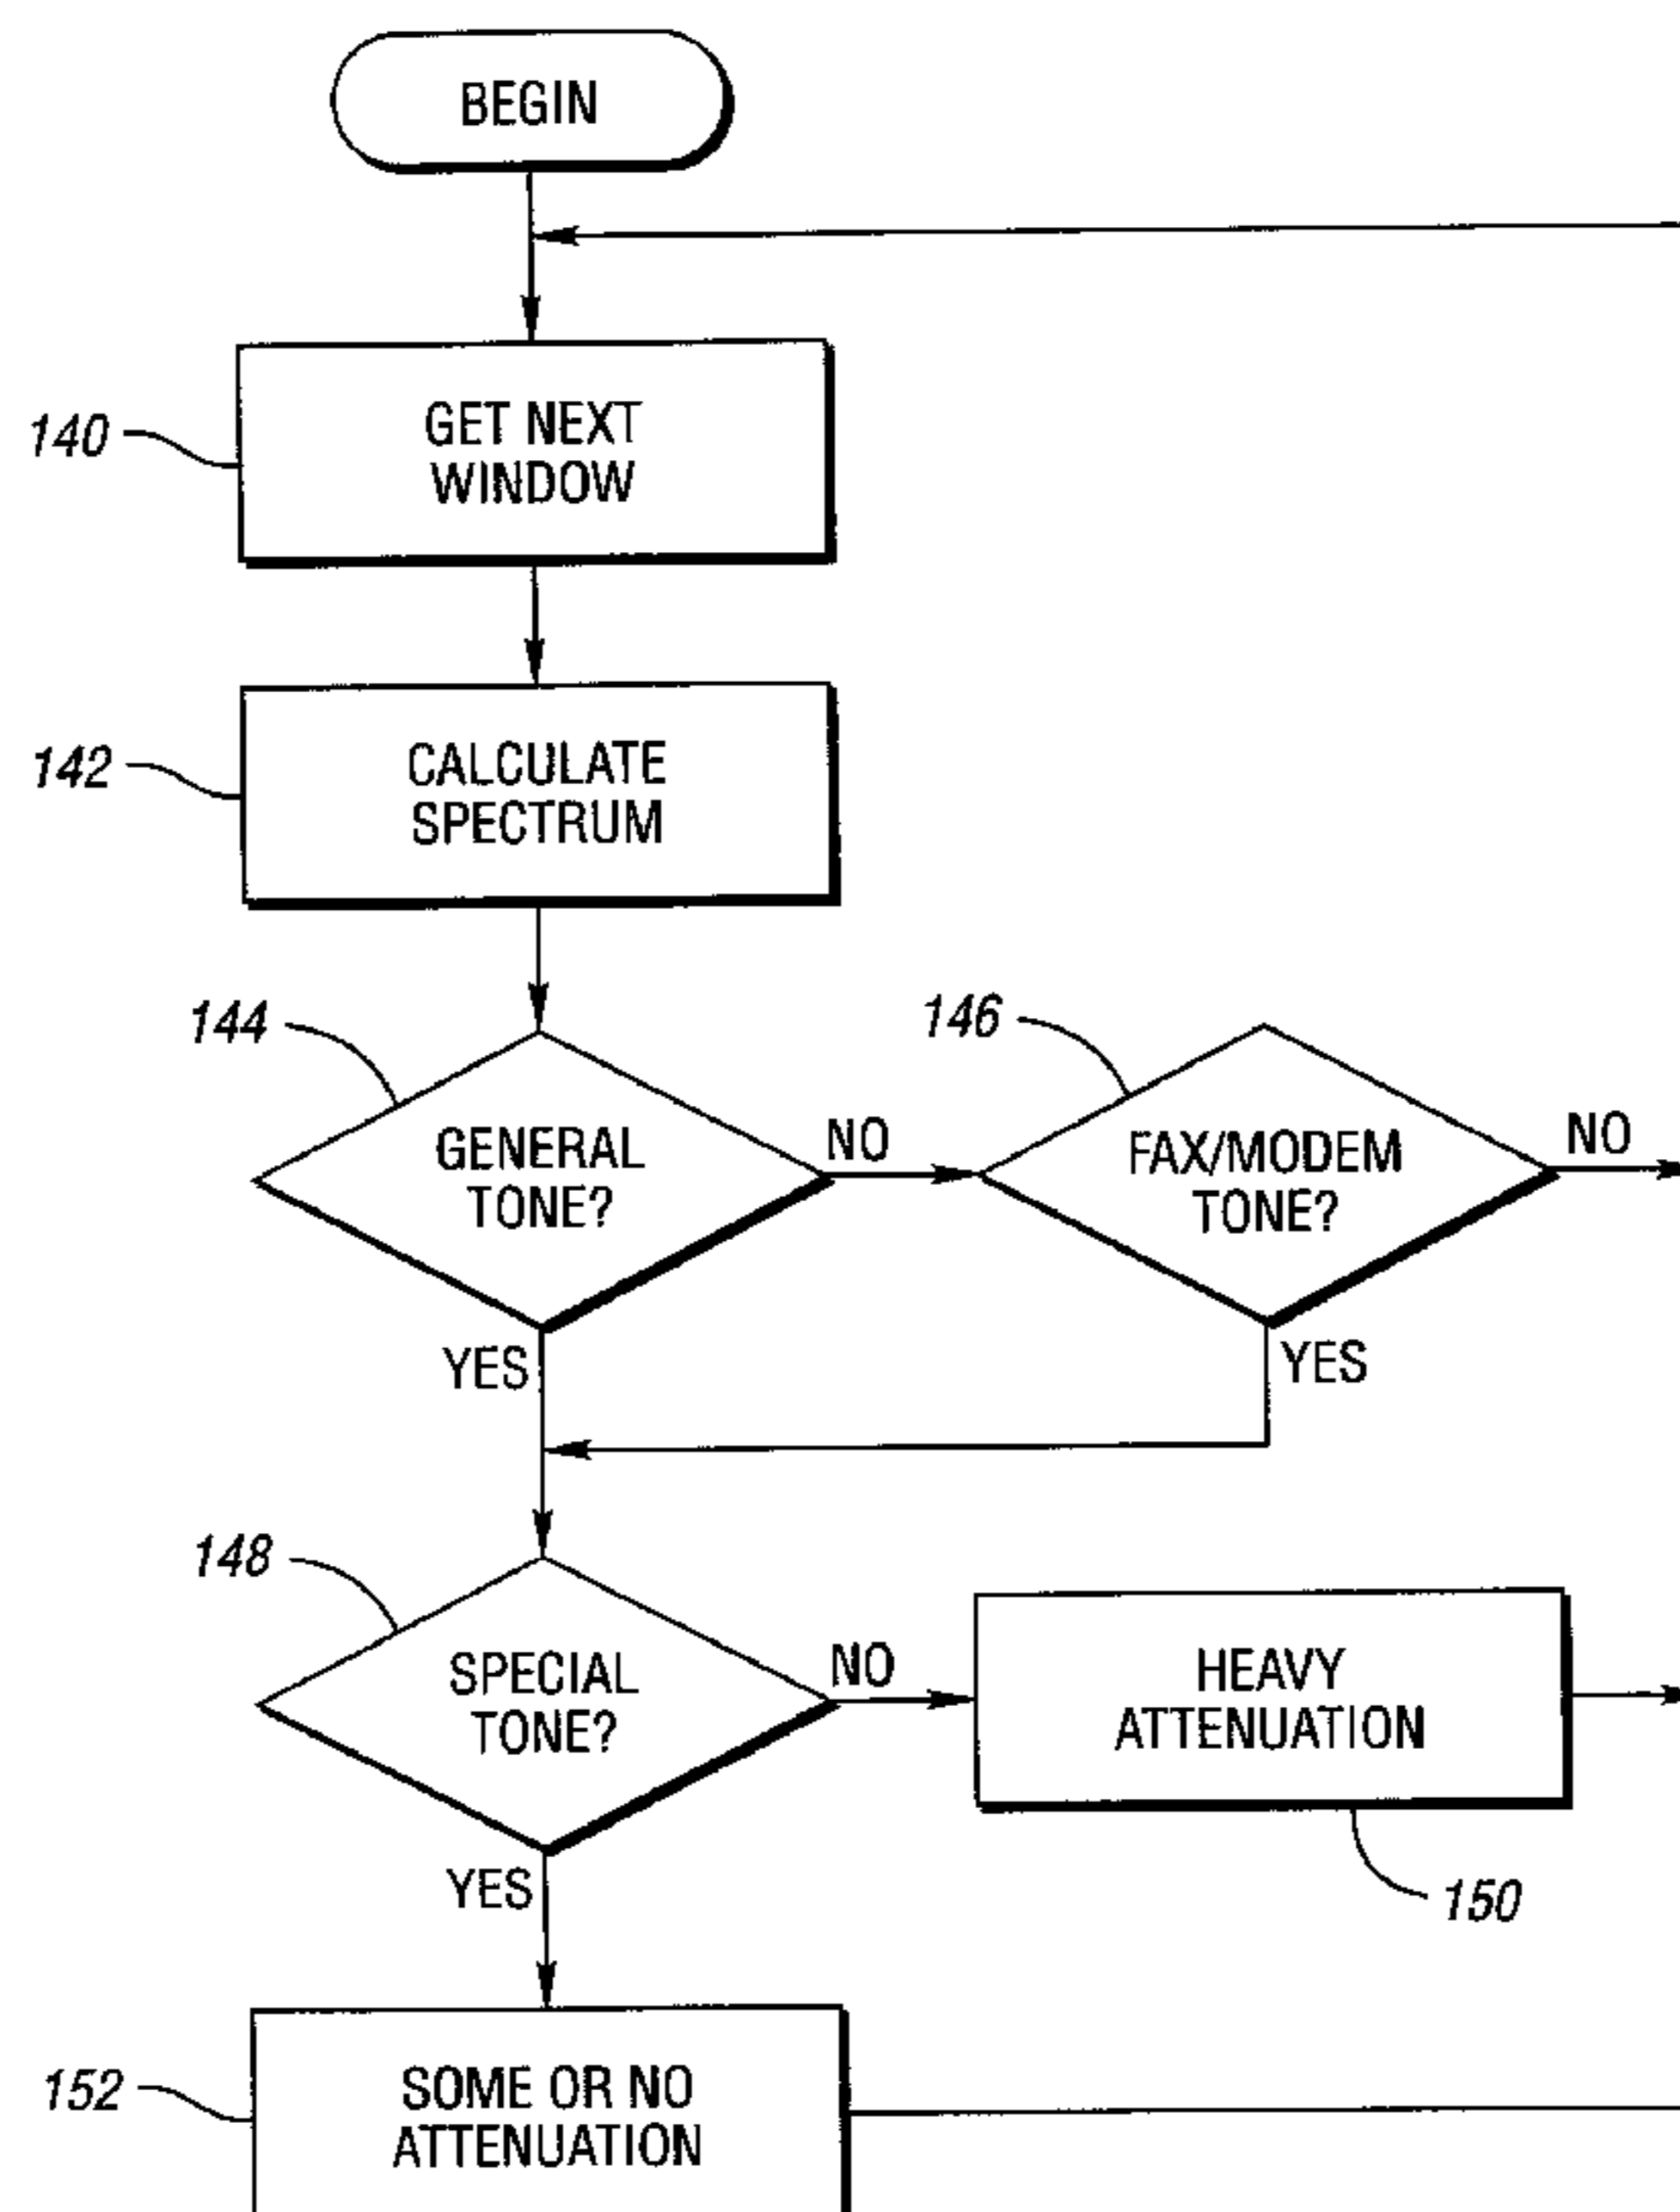 BEGIN
140
GET NEXT
WINDOW
142
CALCULATE
SPECTRUM
144
GENERAL
TONE?
NO
146
FAX/MODEM
TONE?
NO
YES
YES
148
SPECIAL
TONE?
NO
HEAVY
ATTENUATION
150
YES
152
SOME OR NO
ATTENUATION